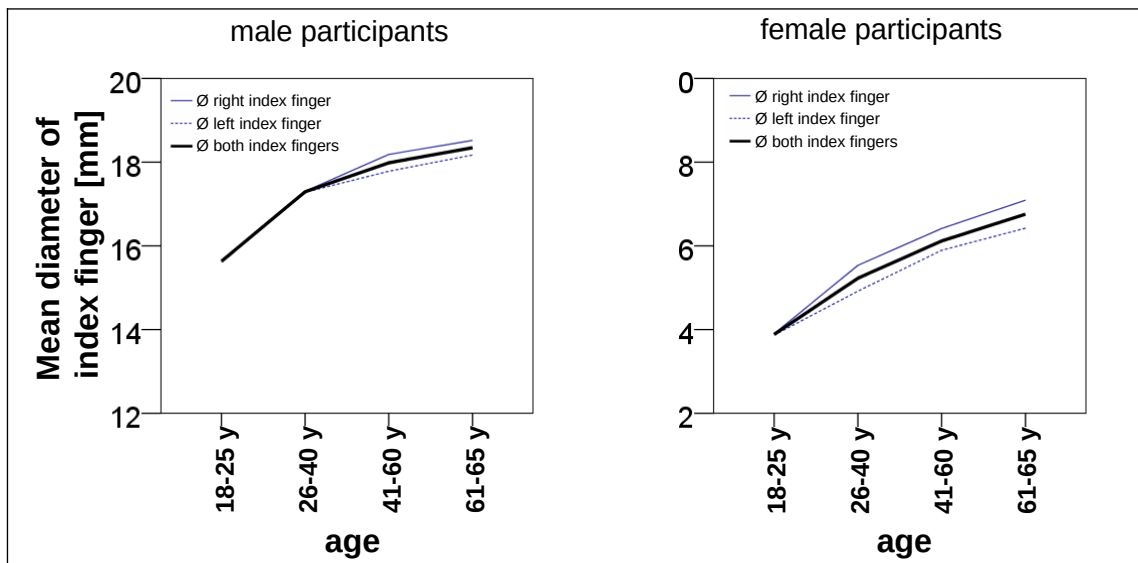 male participants
female participants
Mean diameter of
index finger [mm]
20
18
16
14
12
Ø right index finger
Ø left index finger
Ø both index fingers
18-25 y
26-40 y
41-60 y
61-65 y
age
0
8
6
4
2
Ø right index finger
Ø left index finger
Ø both index fingers
18-25 y
26-40 y
41-60 y
61-65 y
age